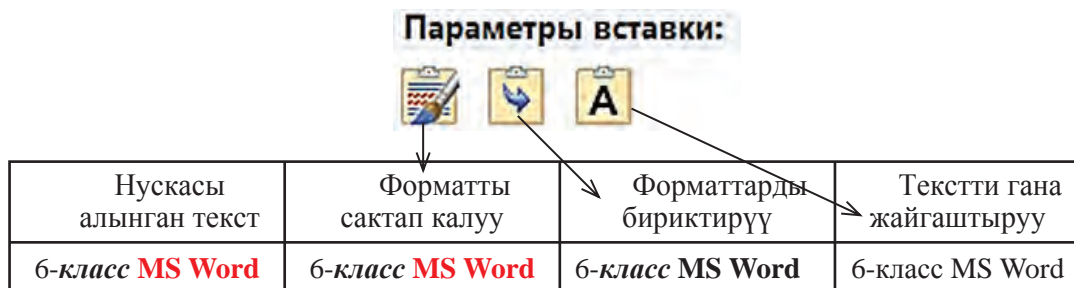 Параметры вставки:
A
Нускасы алынган текст
Форматты сактап калуу
Форматтарды бириктирүү
Текстти гана жайгаштыруу
6-класс MS Word
6-класс MS Word
6-класс MS Word
6-класс MS Word